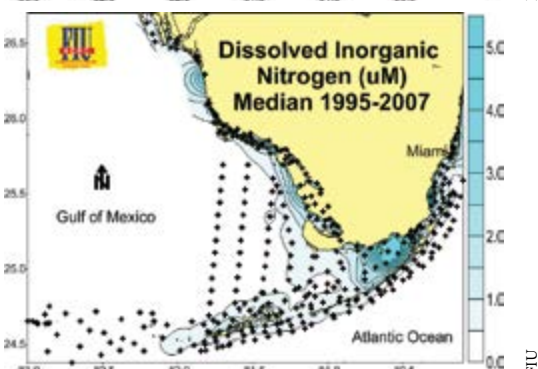 FIU
Dissolved Inorganic
Nitrogen (uM)
Median 1995-2007
Miami
Gulf of Mexico
Atlantic Ocean
26.5
26.0
25.5
25.0
24.5
5.0
4.0
3.0
2.0
1.0
0.0
FIU